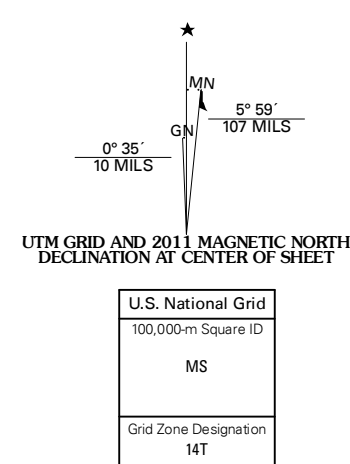 ★
MN
5° 59´
107 MILS
GN
0° 35´
10 MILS
UTM GRID AND 2011 MAGNETIC NORTH
DECLINATION AT CENTER OF SHEET
U.S. National Grid
100,000-m Square ID
MS
Grid Zone Designation
14T